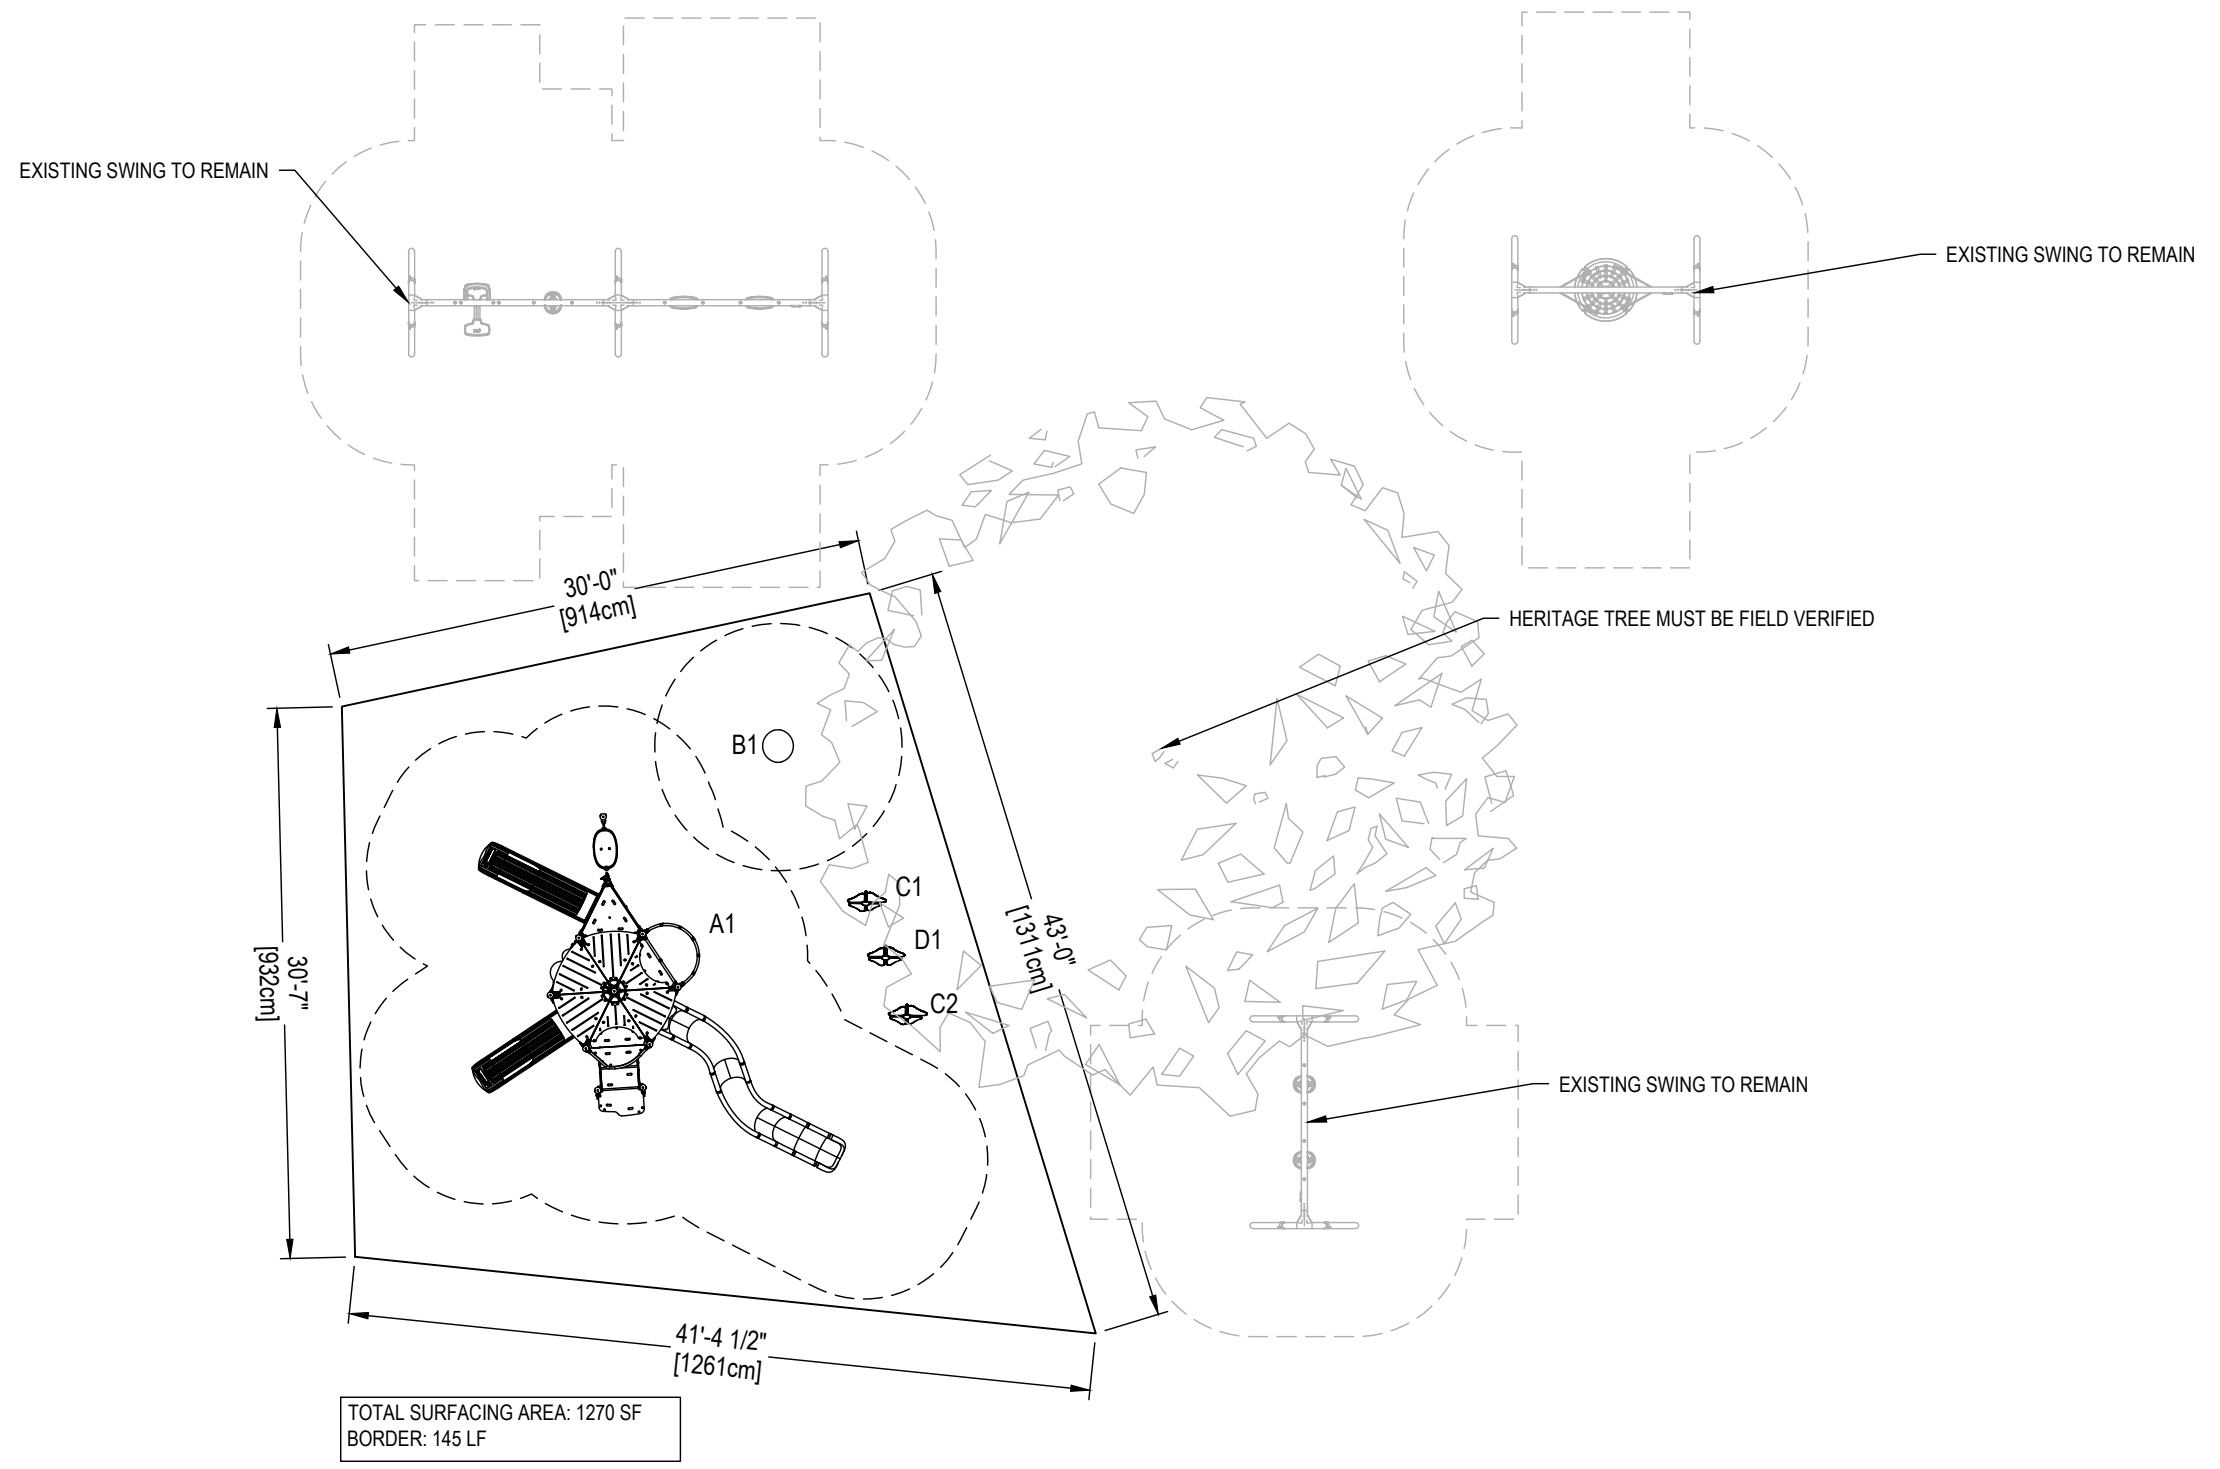 EXISTING SWING TO REMAIN
EXISTING SWING TO REMAIN
30'-0"
[914cm]
HERITAGE TREE MUST BE FIELD VERIFIED
B1
C1
A1
D1
43'-0"
[1311cm]
30'-7"
[932cm]
C2
EXISTING SWING TO REMAIN
41'-4 1/2"
[1261cm]
TOTAL SURFACING AREA: 1270 SF
BORDER: 145 LF